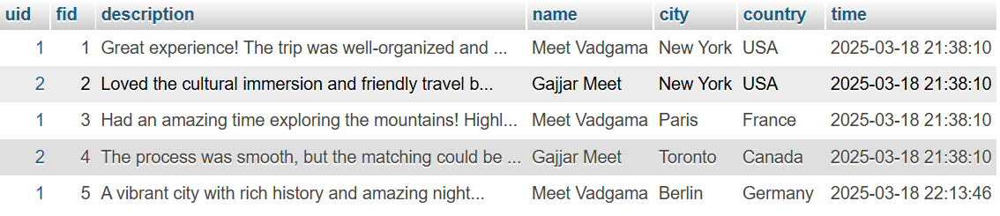 uid fid description name city country time
1 1 Great experience! The trip was well-organized and ... Meet Vadgama New York USA 2025-03-18 21:38:10
2 2 Loved the cultural immersion and friendly travel b... Gajjar Meet New York USA 2025-03-18 21:38:10
1 3 Had an amazing time exploring the mountains! Highl... Meet Vadgama Paris France 2025-03-18 21:38:10
2 4 The process was smooth, but the matching could be ... Gajjar Meet Toronto Canada 2025-03-18 21:38:10
1 5 A vibrant city with rich history and amazing night... Meet Vadgama Berlin Germany 2025-03-18 22:13:46